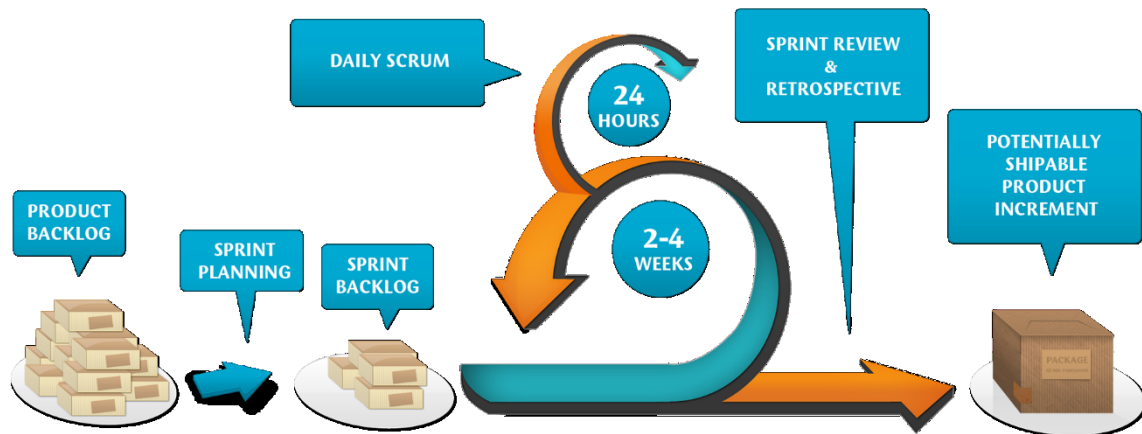 DAILY SCRUM
24
HOURS
SPRINT REVIEW
&
RETROSPECTIVE
POTENTIALLY
SHIPABLE
PRODUCT
INCREMENT
PRODUCT
BACKLOG
SPRINT
PLANNING
SPRINT
BACKLOG
2-4
WEEKS
PACKAGE